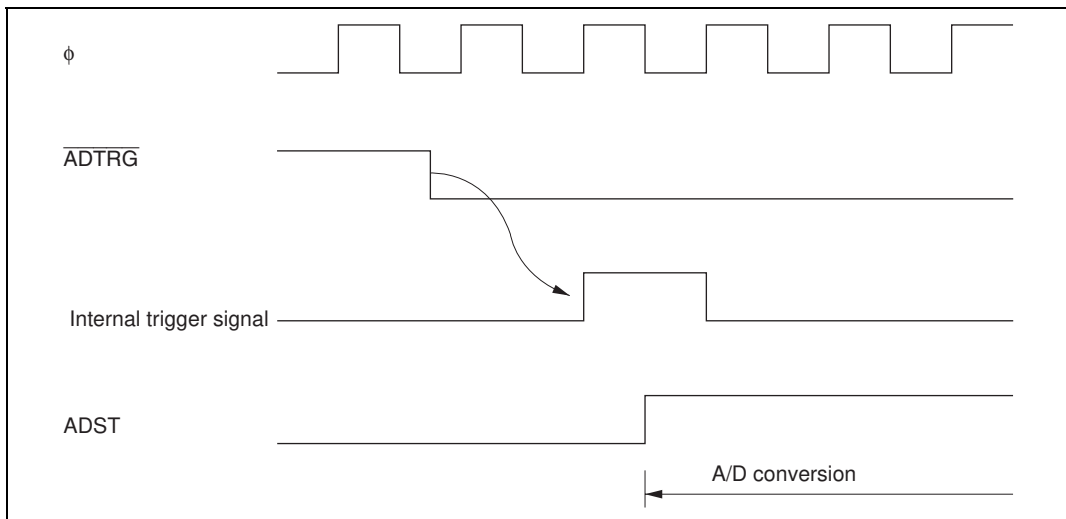 ϕ
ADTRG
Internal trigger signal
ADST
A/D conversion